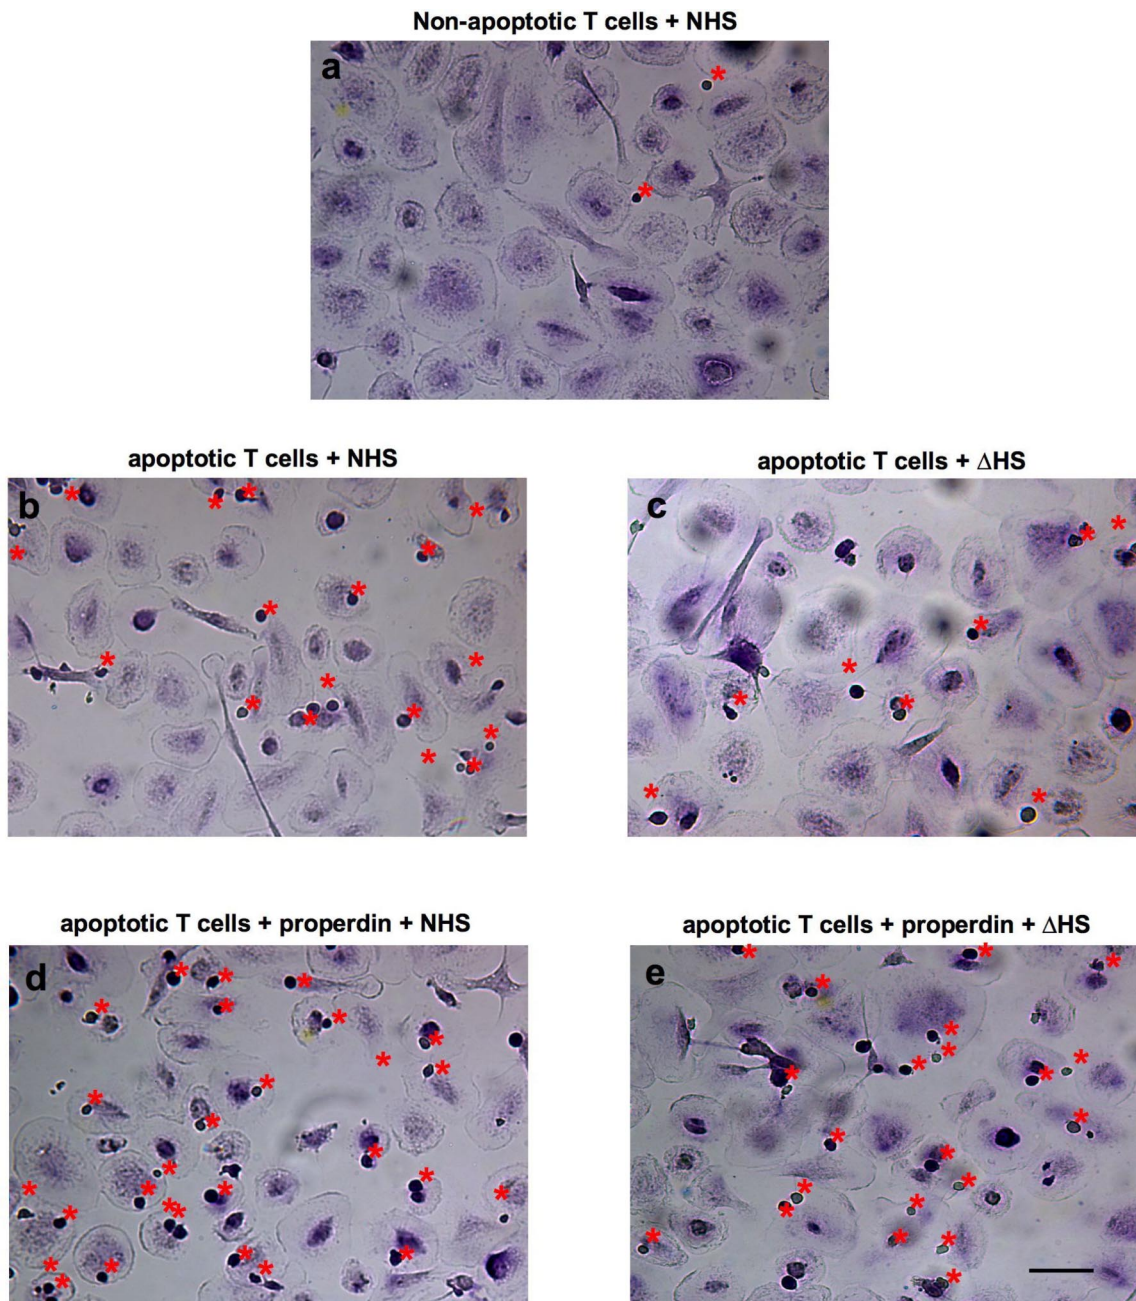 Non-apoptotic T cells + NHS
a
apoptotic T cells + NHS
apoptotic T cells + ΔHS
b
c
apoptotic T cells + properdin + NHS
apoptotic T cells + properdin + ΔHS
d
e